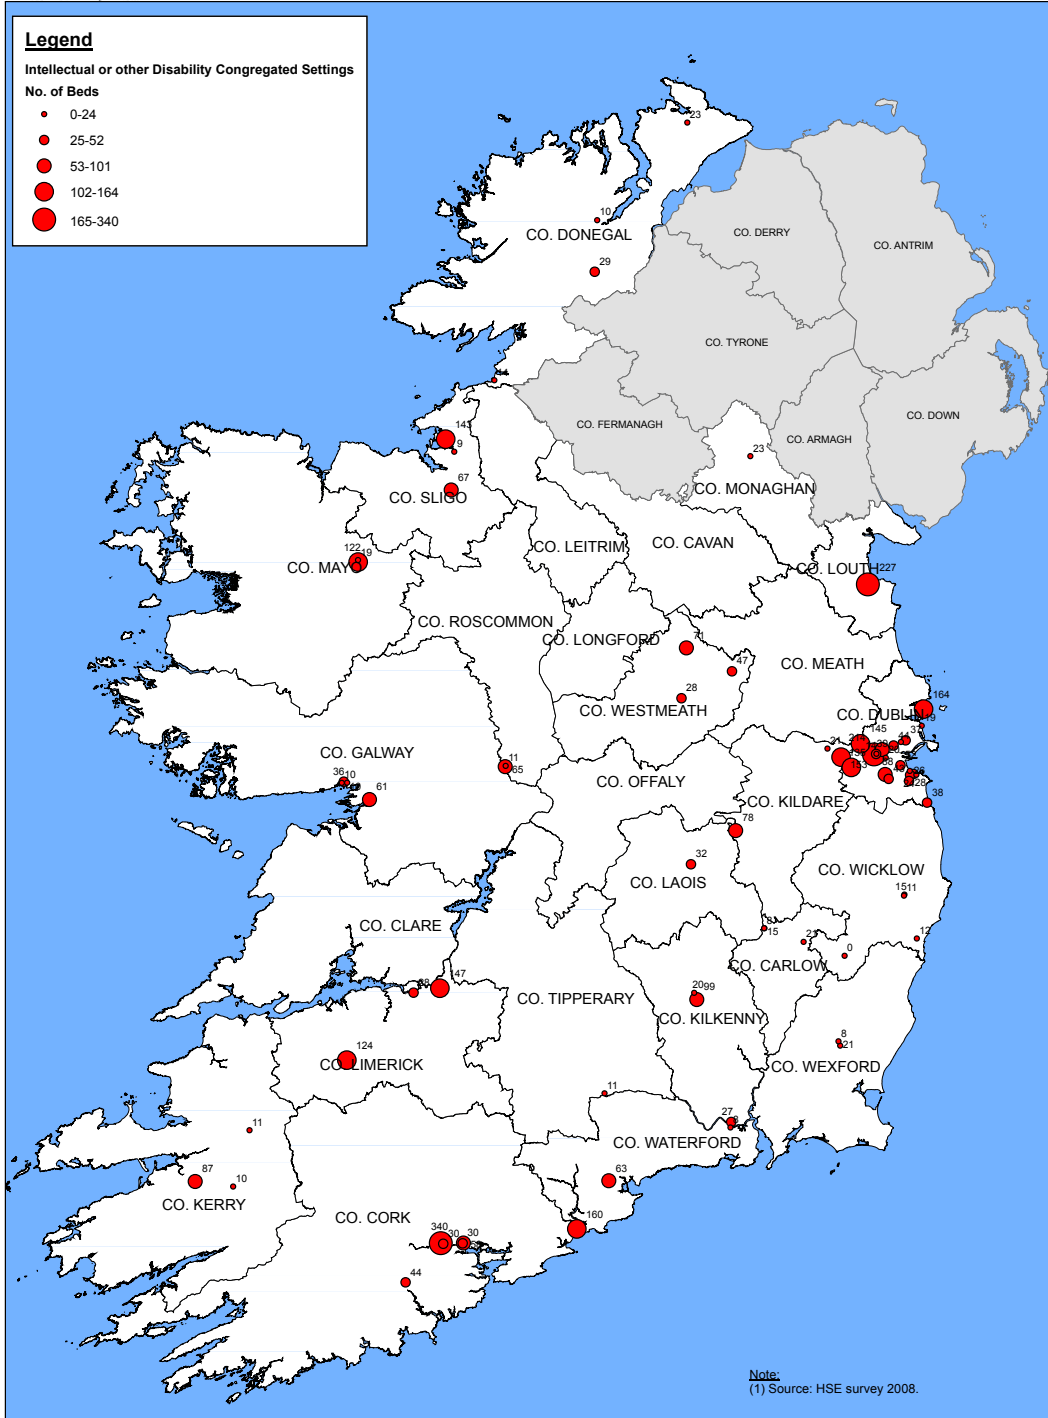 Legend
Intellectual or other Disability Congregated Settings
No. of Beds
0-24
25-52
53-101
102-164
165-340
23
10
CO. DONEGAL
29
CO. DERRY
CO. ANTRIM
CO. TYRONE
CO. FERMANAGH
CO. ARMAGH
CO. DOWN
143
9
67
CO. SLIGO
23
CO. MONAGHAN
CO. LEITRIM
CO. CAVAN
122
19
CO. MAYO
CO. LOUTH
227
CO. ROSCOMMON
CO. LONGFORD
71
47
CO. MEATH
28
CO. WESTMEATH
164
CO. DUBLIN
19
145
37
CO. GALWAY
36
10
61
11
65
CO. OFFALY
CO. KILDARE
28
38
78
32
CO. LAOIS
CO. WICKLOW
15
11
CO. CLARE
15
12
0
CO. CARLOW
147
CO. TIPPERARY
20
99
CO. KILKENNY
124
CO. LIMERICK
8
21
CO. WEXFORD
11
11
27
CO. WATERFORD
87
10
CO. KERRY
63
160
CO. CORK
340
30
30
44
Note:
(1) Source: HSE survey 2008.